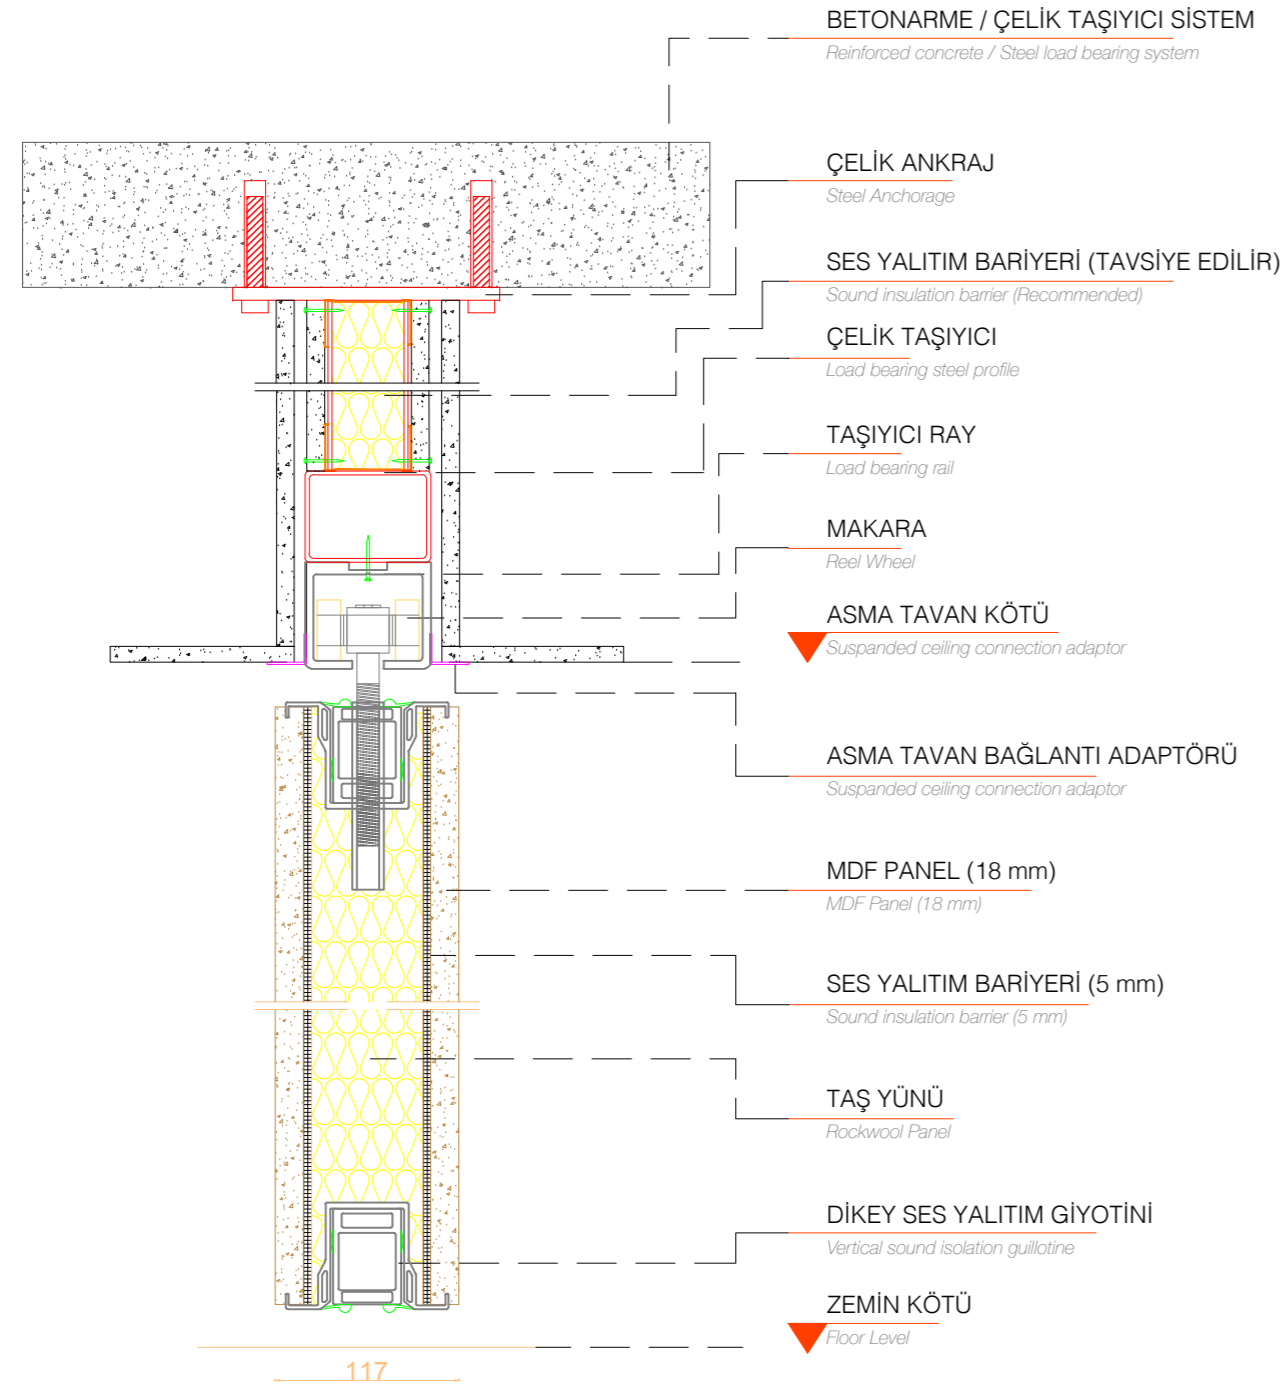 BETONARME / ÇELİK TAŞIYICI SİSTEM
Reinforced concrete / Steel load bearing system
ÇELİK ANKRAJ
Steel Anchorage
SES YALITIM BARİYERİ (TAVSİYE EDİLİR)
Sound insulation barrier (Recommended)
ÇELİK TAŞIYICI
Load bearing steel profile
TAŞIYICI RAY
Load bearing rail
MAKARA
Reel Wheel
ASMA TAVAN KÖTÜ
Suspanded ceiling connection adaptor
ASMA TAVAN BAĞLANTI ADAPTÖRÜ
Suspanded ceiling connection adaptor
MDF PANEL (18 mm)
MDF Panel (18 mm)
SES YALITIM BARİYERİ (5 mm)
Sound insulation barrier (5 mm)
TAŞ YÜNÜ
Rockwool Panel
DİKEY SES YALITIM GİYOTİNİ
Vertical sound isolation guillotine
ZEMİN KÖTÜ
Floor Level
117